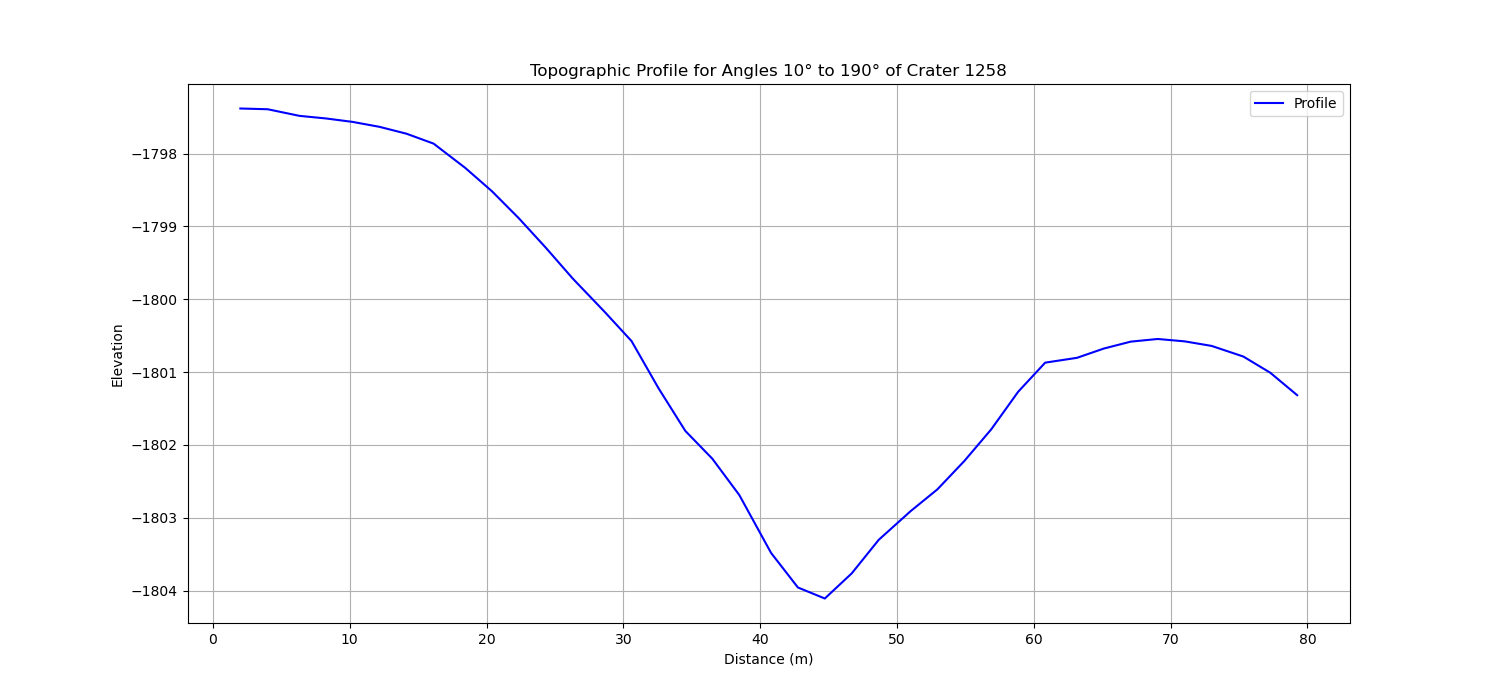 Topographic Profile for Angles 10° to 190° of Crater 1258
Profile
−1798
−1799
−1800
−1801
−1802
−1803
−1804
Elevation
0 10 20 30 40 50 60 70 80
Distance (m)